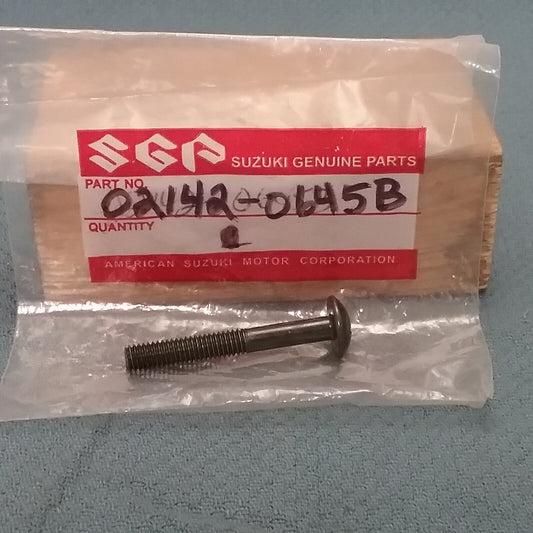 SGP SUZUKI GENUINE PARTS
PART NO.
02142-0645B
QUANTITY
AMERICAN SUZUKI MOTOR CORPORATION